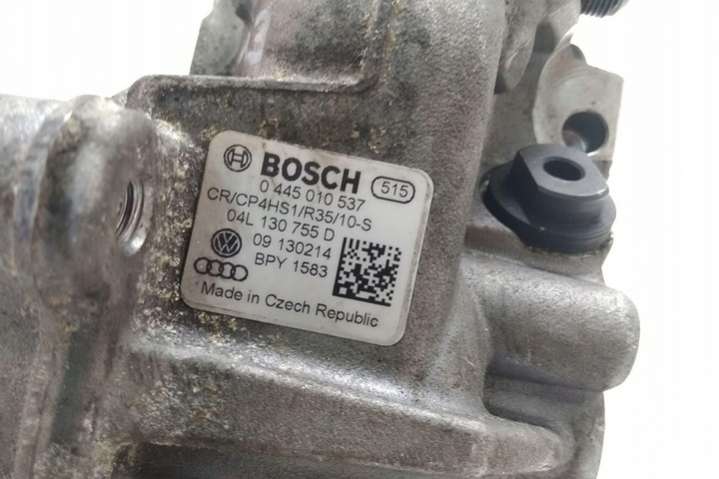 BOSCH 515
0 445 010 537
CR/CP4HS1/R35/10-S
04L 130 755 D
09 130214
BPY 1583
Made in Czech Republic